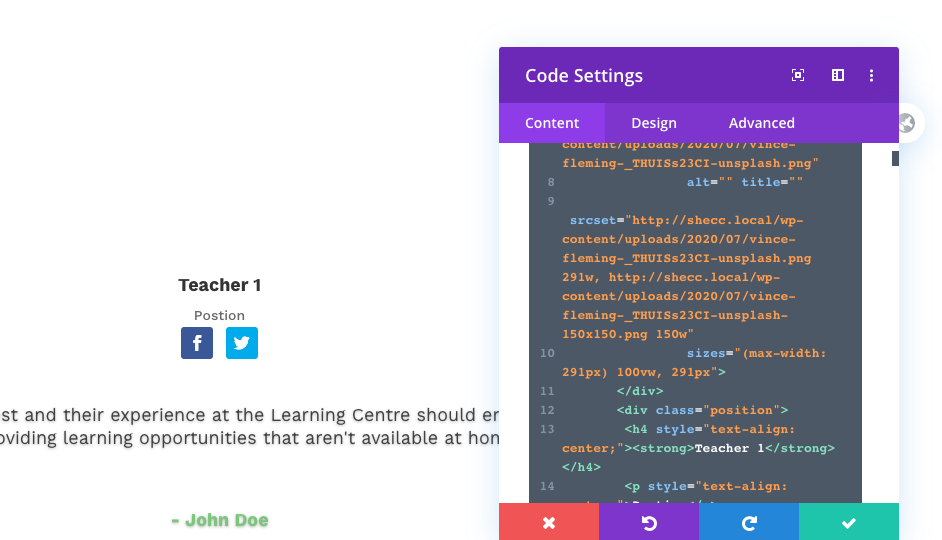 Code Settings
Content Design Advanced
content/uploads/2020/07/vince-
fleming-_THUISs23CI-unsplash.png"
8 alt="" title=""
9
srcset="http://shecc.local/wp-
content/uploads/2020/07/vince-
fleming-_THUISs23CI-unsplash.png
291w, http://shecc.local/wp-
content/uploads/2020/07/vince-
fleming-_THUISs23CI-unsplash-
150x150.png 150w"
10 sizes="(max-width:
291px) 100vw, 291px">
11 </div>
12 <div class="position">
13 <h4 style="text-align:
center;"><strong>Teacher 1</strong>
</h4>
14 <p style="text-align:
Teacher 1
Postion
f
st and their experience at the Learning Centre should er
oviding learning opportunities that aren't available at hon
- John Doe